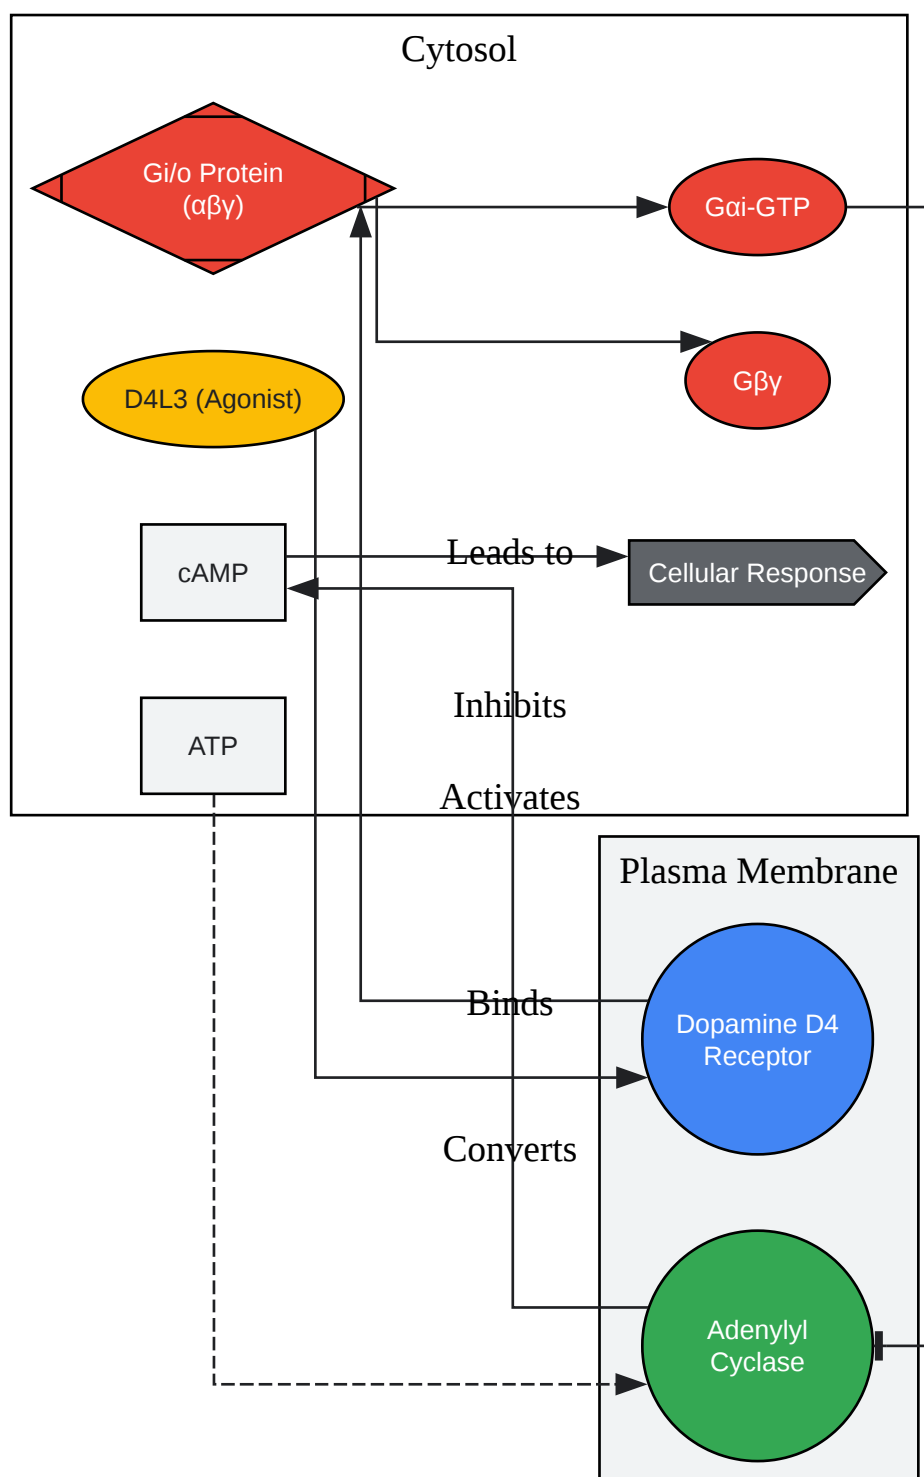 Cytosol
Gi/o Protein
(αβγ)
Gαi-GTP
Gβγ
D4L3 (Agonist)
cAMP
Leads to
Cellular Response
Inhibits
ATP
Activates
Plasma Membrane
Binds
Dopamine D4
Receptor
Converts
Adenylyl
Cyclase